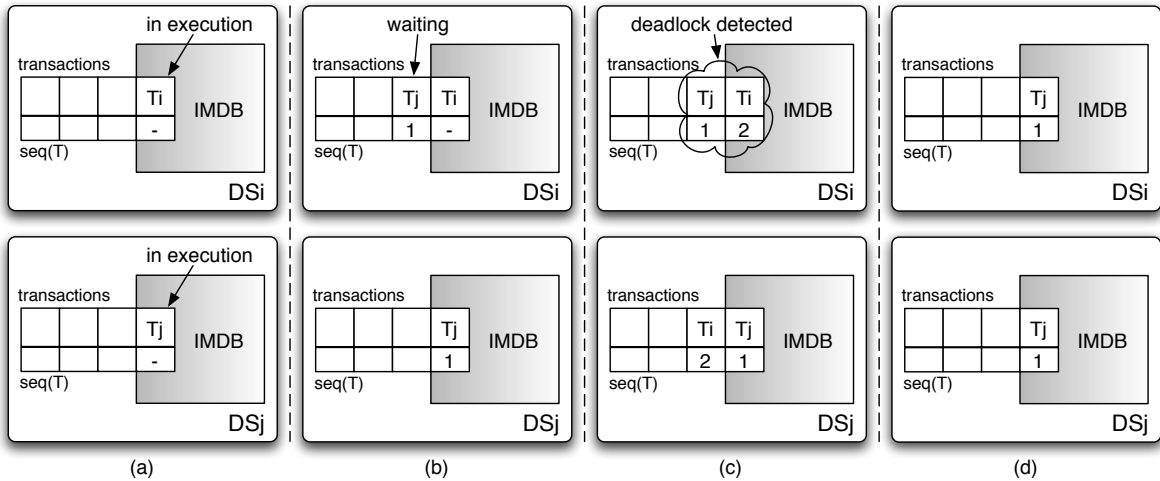 in execution
transactions
Ti
IMDB
-
seq(T)
DSi
in execution
transactions
Tj
IMDB
-
seq(T)
DSj
(a)
waiting
transactions
Tj Ti
IMDB
1 -
seq(T)
DSi
transactions
Tj
IMDB
1
seq(T)
DSj
(b)
deadlock detected
transactions
Tj Ti
IMDB
1 2
seq(T)
DSi
transactions
Ti Tj
IMDB
2 1
seq(T)
DSj
(c)
transactions
Tj
IMDB
1
seq(T)
DSi
transactions
Tj
IMDB
1
seq(T)
DSj
(d)